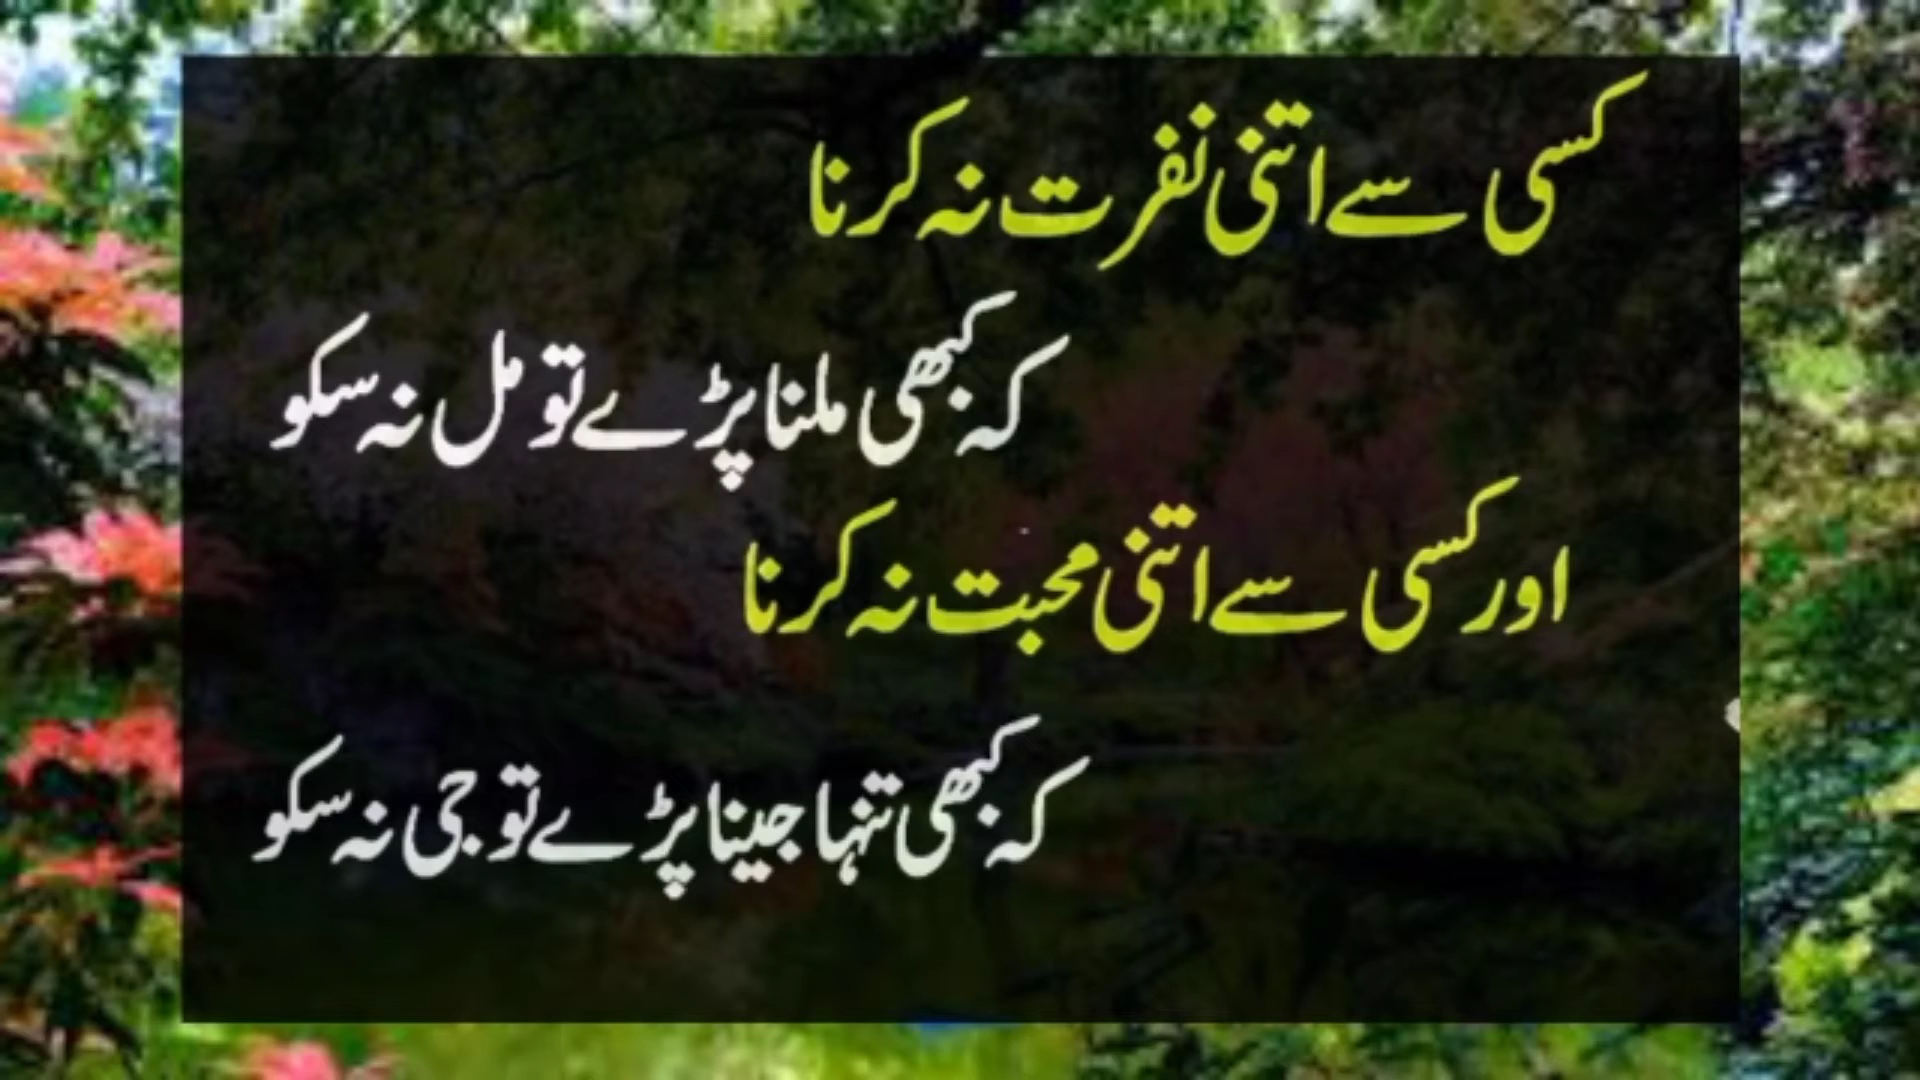 کسی سے اتنی نفرت نہ کرنا
کہ کبھی ملنا پڑے تو مل نہ سکو
اور کسی سے اتنی محبت نہ کرنا
کہ کبھی تنہا جینا پڑے تو جی نہ سکو